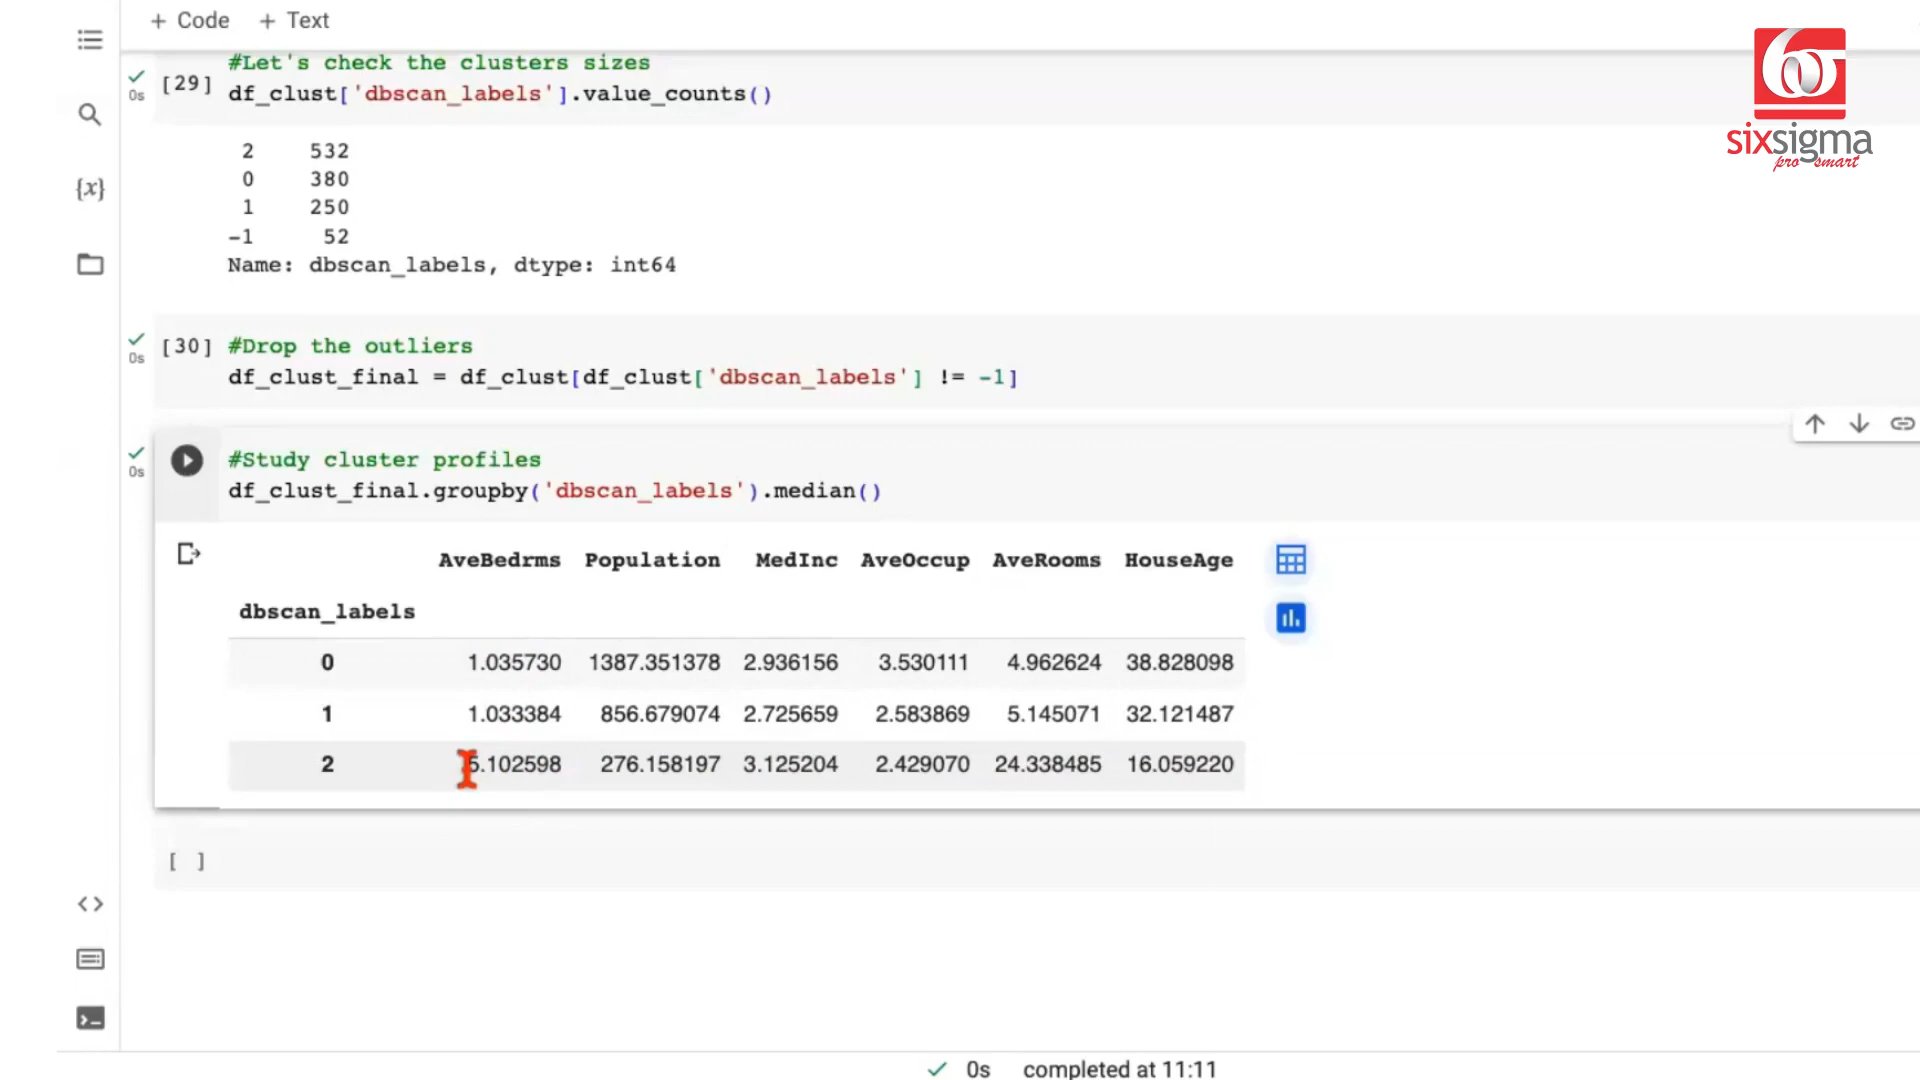 + Code + Text
sixsigma
pro smart
#Let's check the clusters sizes
[29] df_clust['dbscan_labels'].value_counts()
0s
2 532
0 380
1 250
-1 52
Name: dbscan_labels, dtype: int64
{x}
[30] #Drop the outliers
0s
df_clust_final = df_clust[df_clust['dbscan_labels'] != -1]
#Study cluster profiles
0s
df_clust_final.groupby('dbscan_labels').median()
AveBedrms Population MedInc AveOccup AveRooms HouseAge
dbscan_labels
0 1.035730 1387.351378 2.936156 3.530111 4.962624 38.828098
1 1.033384 856.679074 2.725659 2.583869 5.145071 32.121487
2 5.102598 276.158197 3.125204 2.429070 24.338485 16.059220
[ ]
0s completed at 11:11